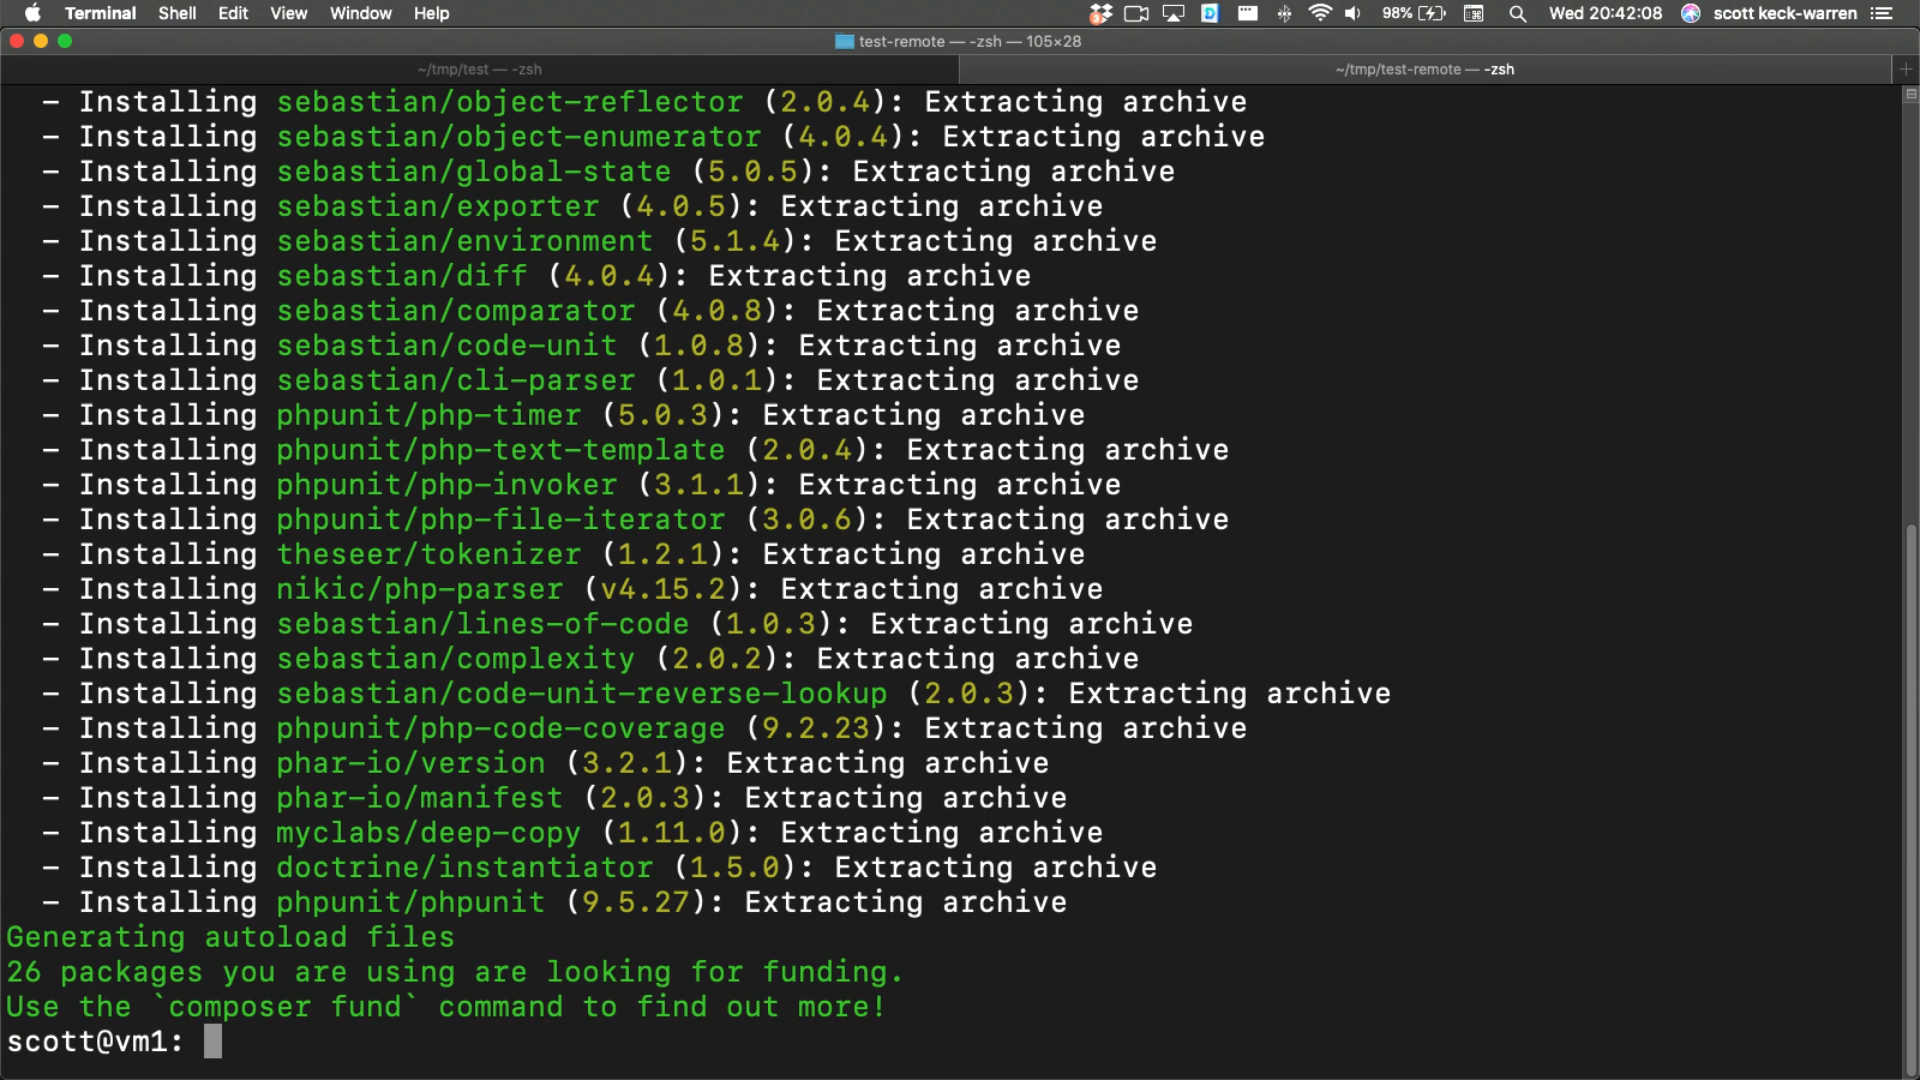 Terminal Shell Edit View Window Help 98% Wed 20:42:08 scott keck-warren
test-remote — -zsh — 105×28
~/tmp/test — -zsh ~/tmp/test-remote — -zsh
- Installing sebastian/object-reflector (2.0.4): Extracting archive
- Installing sebastian/object-enumerator (4.0.4): Extracting archive
- Installing sebastian/global-state (5.0.5): Extracting archive
- Installing sebastian/exporter (4.0.5): Extracting archive
- Installing sebastian/environment (5.1.4): Extracting archive
- Installing sebastian/diff (4.0.4): Extracting archive
- Installing sebastian/comparator (4.0.8): Extracting archive
- Installing sebastian/code-unit (1.0.8): Extracting archive
- Installing sebastian/cli-parser (1.0.1): Extracting archive
- Installing phpunit/php-timer (5.0.3): Extracting archive
- Installing phpunit/php-text-template (2.0.4): Extracting archive
- Installing phpunit/php-invoker (3.1.1): Extracting archive
- Installing phpunit/php-file-iterator (3.0.6): Extracting archive
- Installing theseer/tokenizer (1.2.1): Extracting archive
- Installing nikic/php-parser (v4.15.2): Extracting archive
- Installing sebastian/lines-of-code (1.0.3): Extracting archive
- Installing sebastian/complexity (2.0.2): Extracting archive
- Installing sebastian/code-unit-reverse-lookup (2.0.3): Extracting archive
- Installing phpunit/php-code-coverage (9.2.23): Extracting archive
- Installing phar-io/version (3.2.1): Extracting archive
- Installing phar-io/manifest (2.0.3): Extracting archive
- Installing myclabs/deep-copy (1.11.0): Extracting archive
- Installing doctrine/instantiator (1.5.0): Extracting archive
- Installing phpunit/phpunit (9.5.27): Extracting archive
Generating autoload files
26 packages you are using are looking for funding.
Use the `composer fund` command to find out more!
scott@vm1: